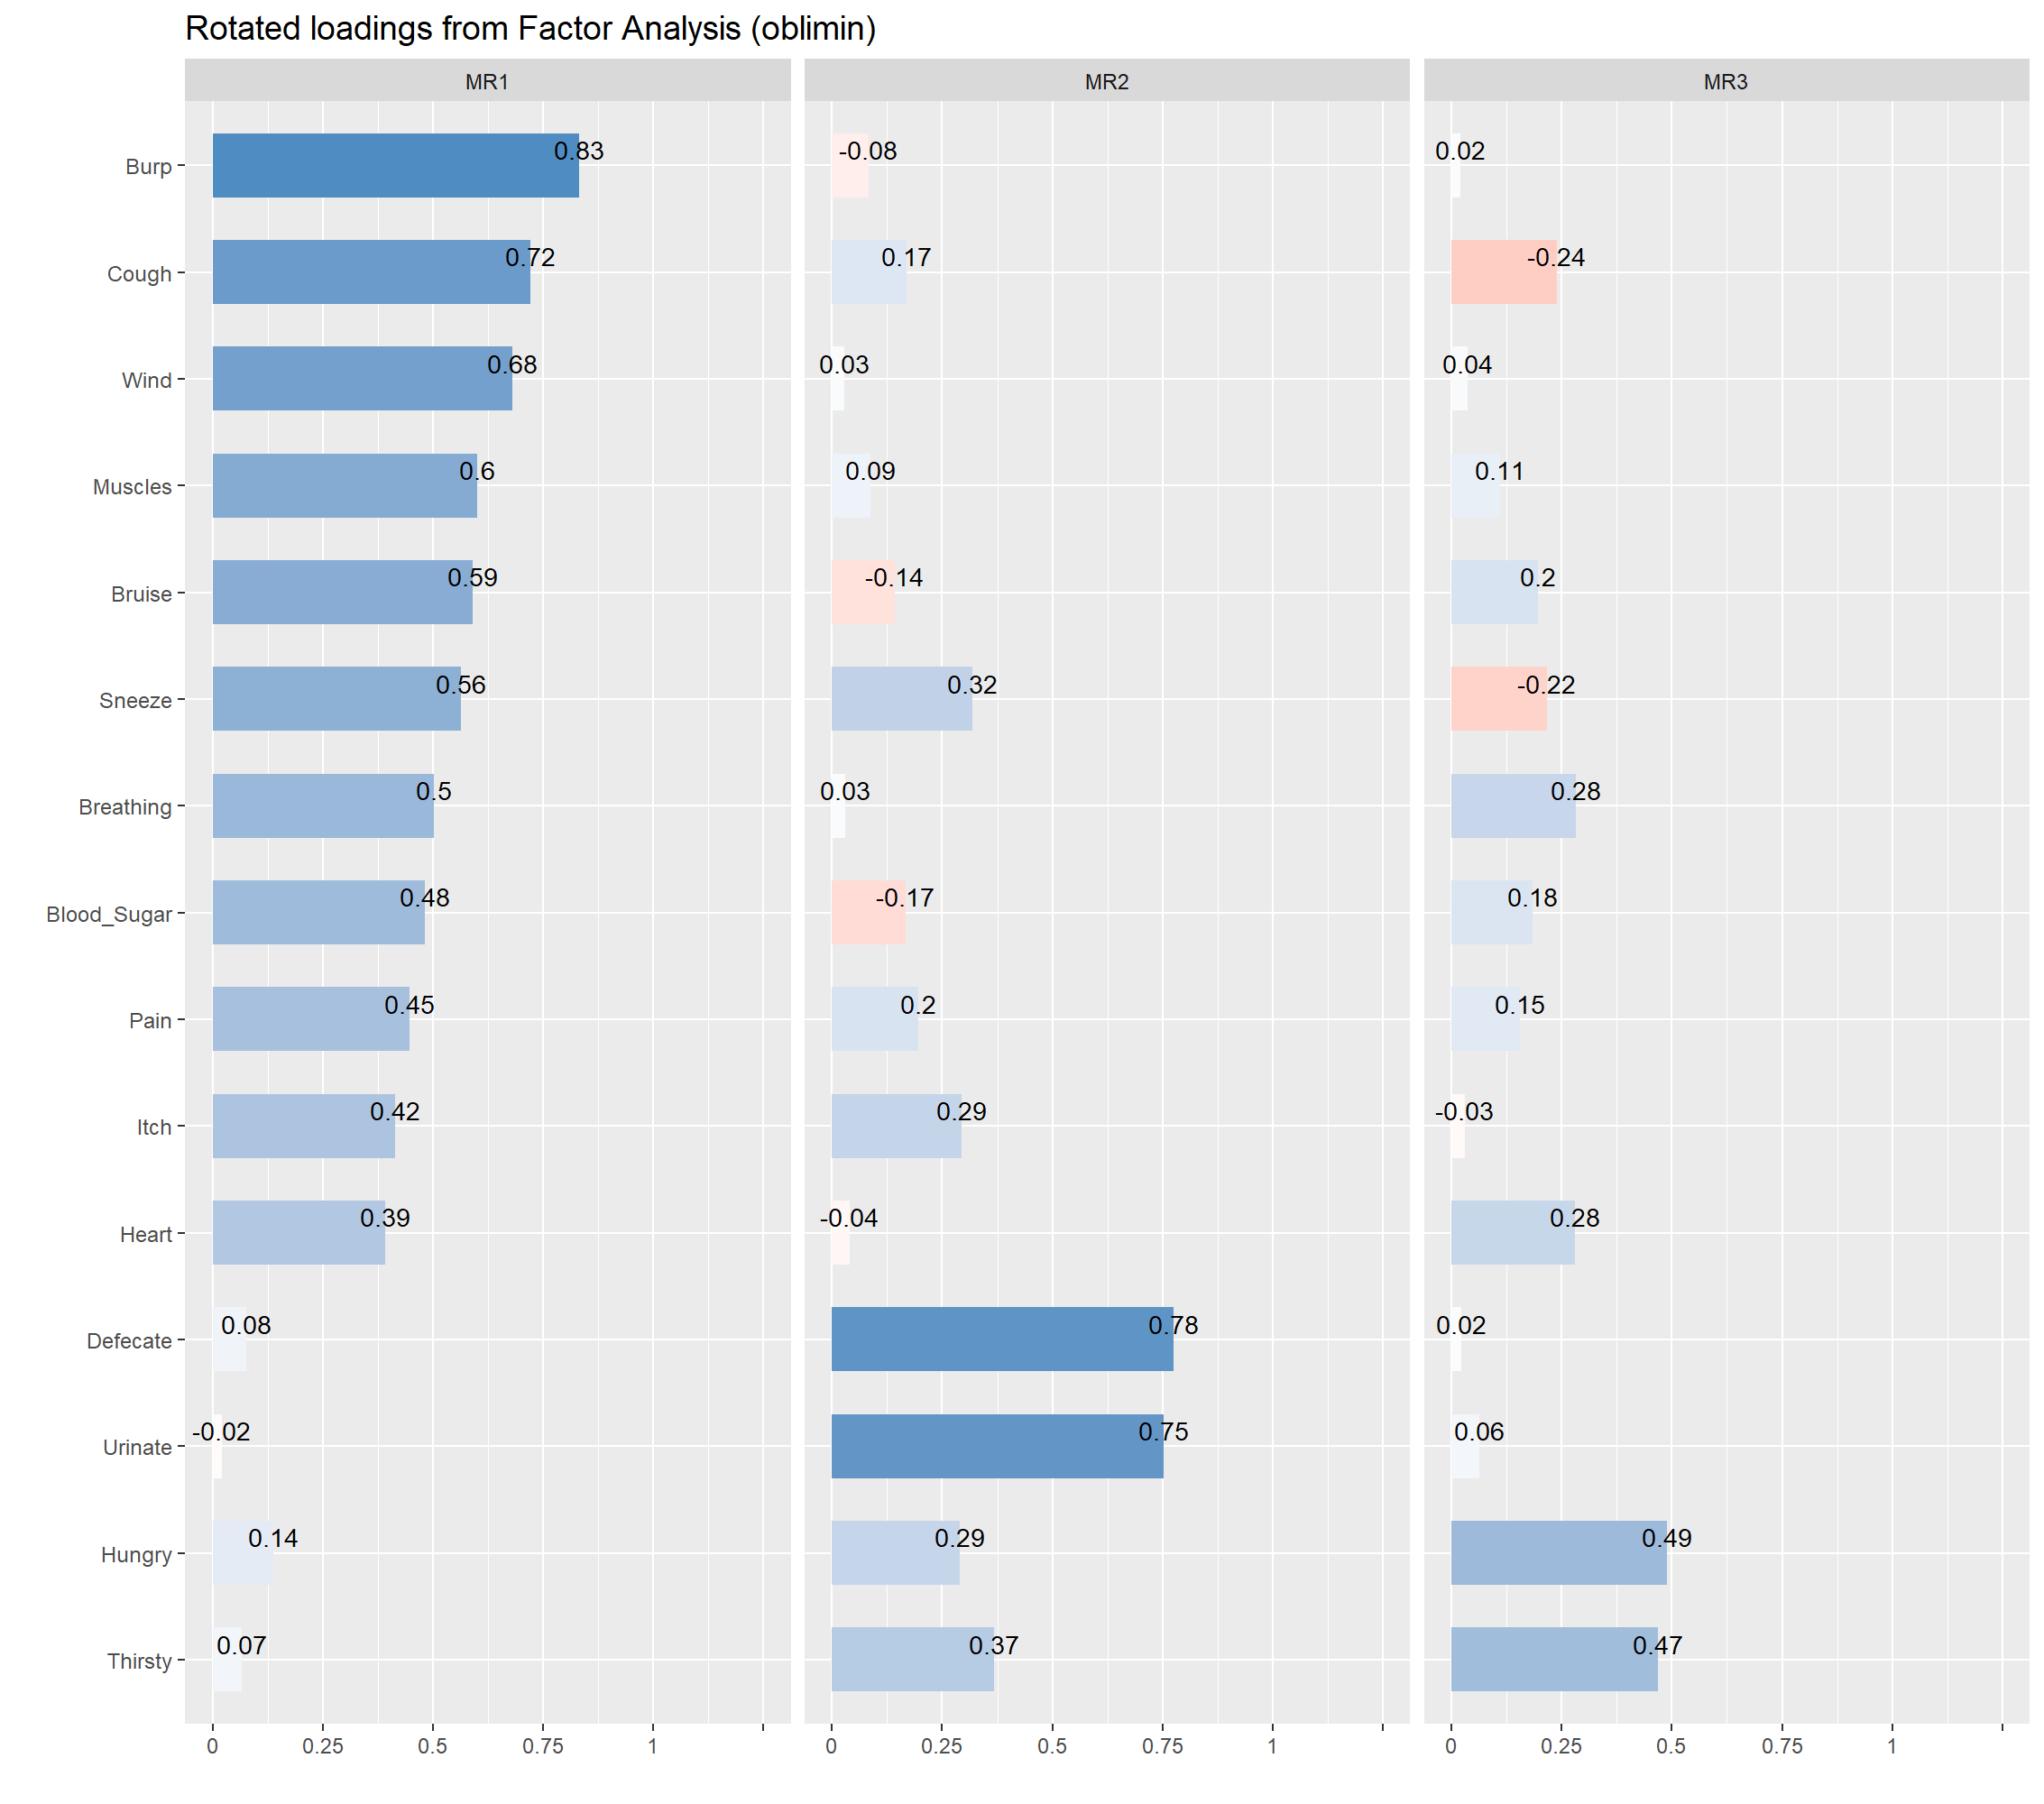 Rotated loadings from Factor Analysis (oblimin)
MR1 MR2 MR3
Burp 0.83 -0.08 0.02
Cough 0.72 0.17 -0.24
Wind 0.68 0.03 0.04
Muscles 0.6 0.09 0.11
Bruise 0.59 -0.14 0.2
Sneeze 0.56 0.32 -0.22
Breathing 0.5 0.03 0.28
Blood_Sugar 0.48 -0.17 0.18
Pain 0.45 0.2 0.15
Itch 0.42 0.29 -0.03
Heart 0.39 -0.04 0.28
Defecate 0.08 0.78 0.02
Urinate -0.02 0.75 0.06
Hungry 0.14 0.29 0.49
Thirsty 0.07 0.37 0.47
0 0.25 0.5 0.75 1 0 0.25 0.5 0.75 1 0 0.25 0.5 0.75 1